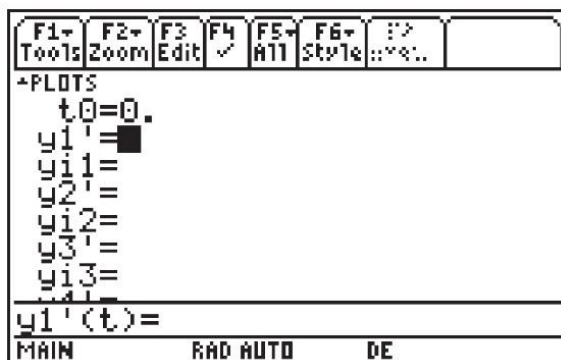 F1 F2 F3 F4 F5 F6
Tools Zoom Edit ✓ All Style
PLOTS
t0=0.
y1'=
yi1=
y2'=
yi2=
y3'=
yi3=
y1'(t)=
MAIN RAD AUTO DE